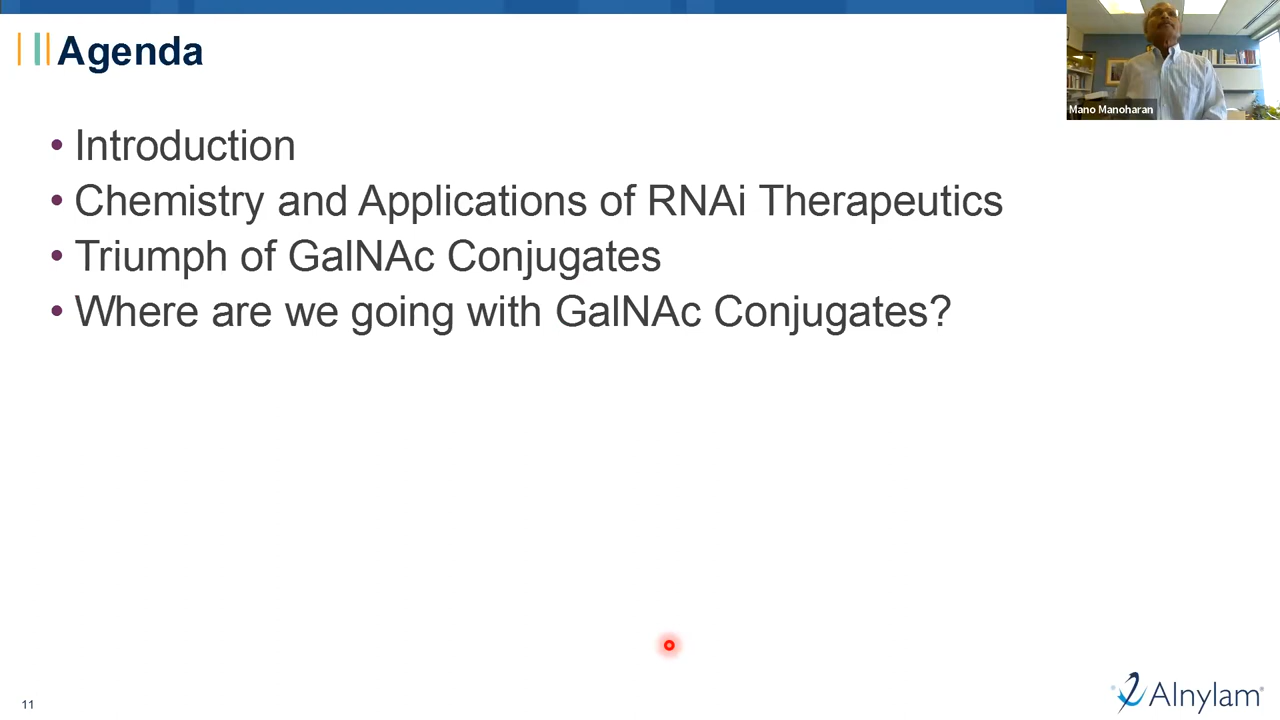 Agenda
Mano Manoharan
• Introduction
• Chemistry and Applications of RNAi Therapeutics
• Triumph of GalNAc Conjugates
• Where are we going with GalNAc Conjugates?
11
Alnylam®